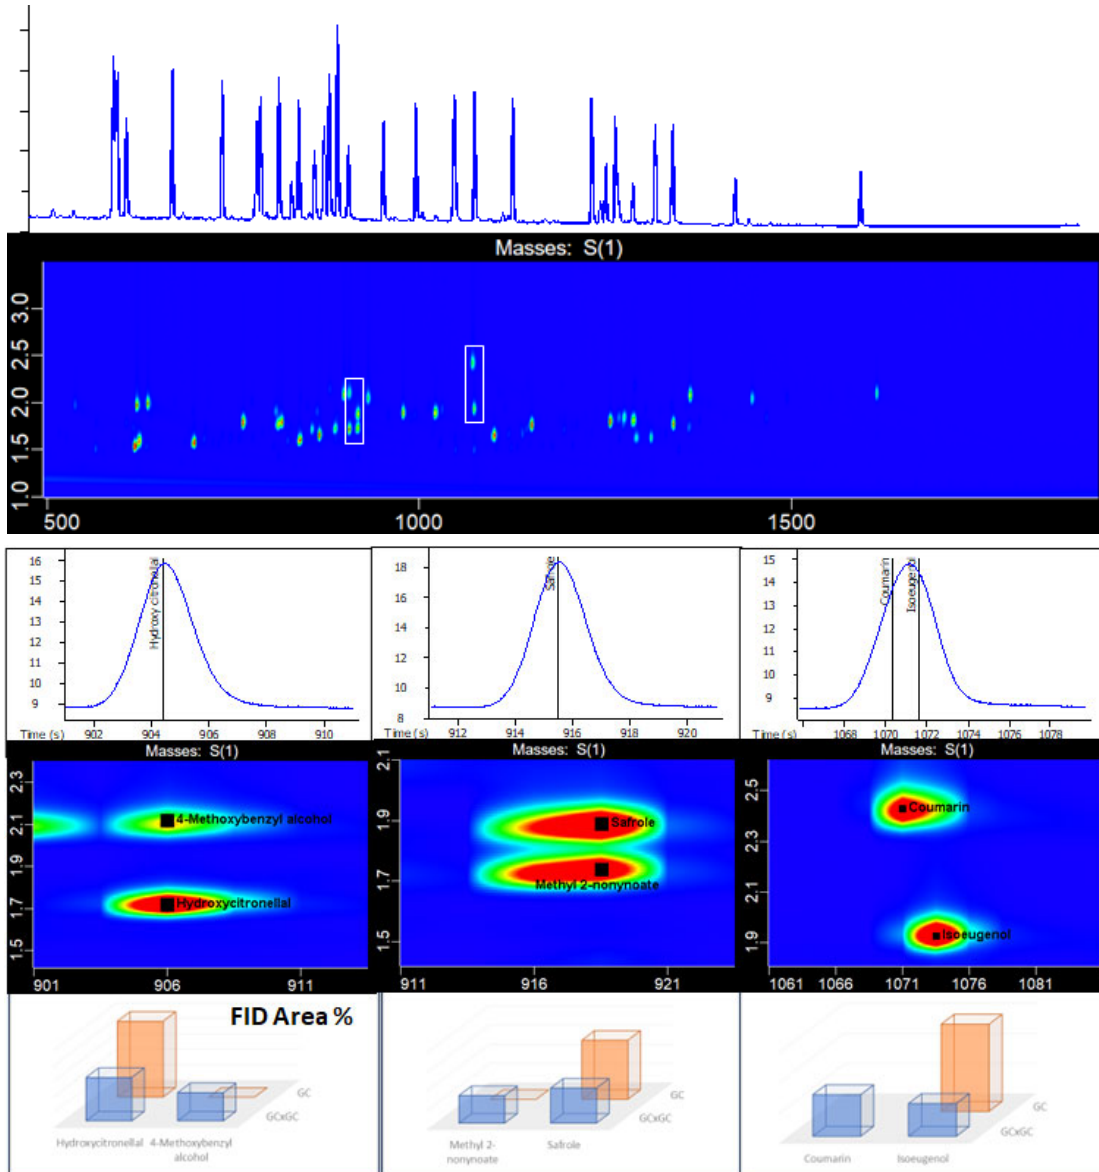 Masses: S(1)
3.0
2.5
2.0
1.5
1.0
500 1000 1500
16
15
14
13
12
11
10
9
Hydroxy citronellal
Time (s) 902 904 906 908 910
18
16
14
12
10
8
Safrole
Time (s) 912 914 916 918 920
15
14
13
12
11
10
9
8
Coumarin
Isoeugenol
Time (s) 1068 1070 1072 1074 1076 1078
Masses: S(1)
2.3
2.1
1.9
1.7
1.5
4-Methoxybenzyl alcohol
Hydroxycitronellal
901 906 911
Masses: S(1)
2.1
1.9
1.7
1.5
Safrole
Methyl 2-nonynoate
911 916 921
Masses: S(1)
2.5
2.3
2.1
1.9
Coumarin
Isoeugenol
1061 1066 1071 1076 1081
FID Area %
GC
GCxGC
Hydroxycitronellal 4-Methoxybenzyl
alcohol
GC
GCxGC
Methyl 2-
nonynoate
Safrole
GC
GCxGC
Coumarin Isoeugenol